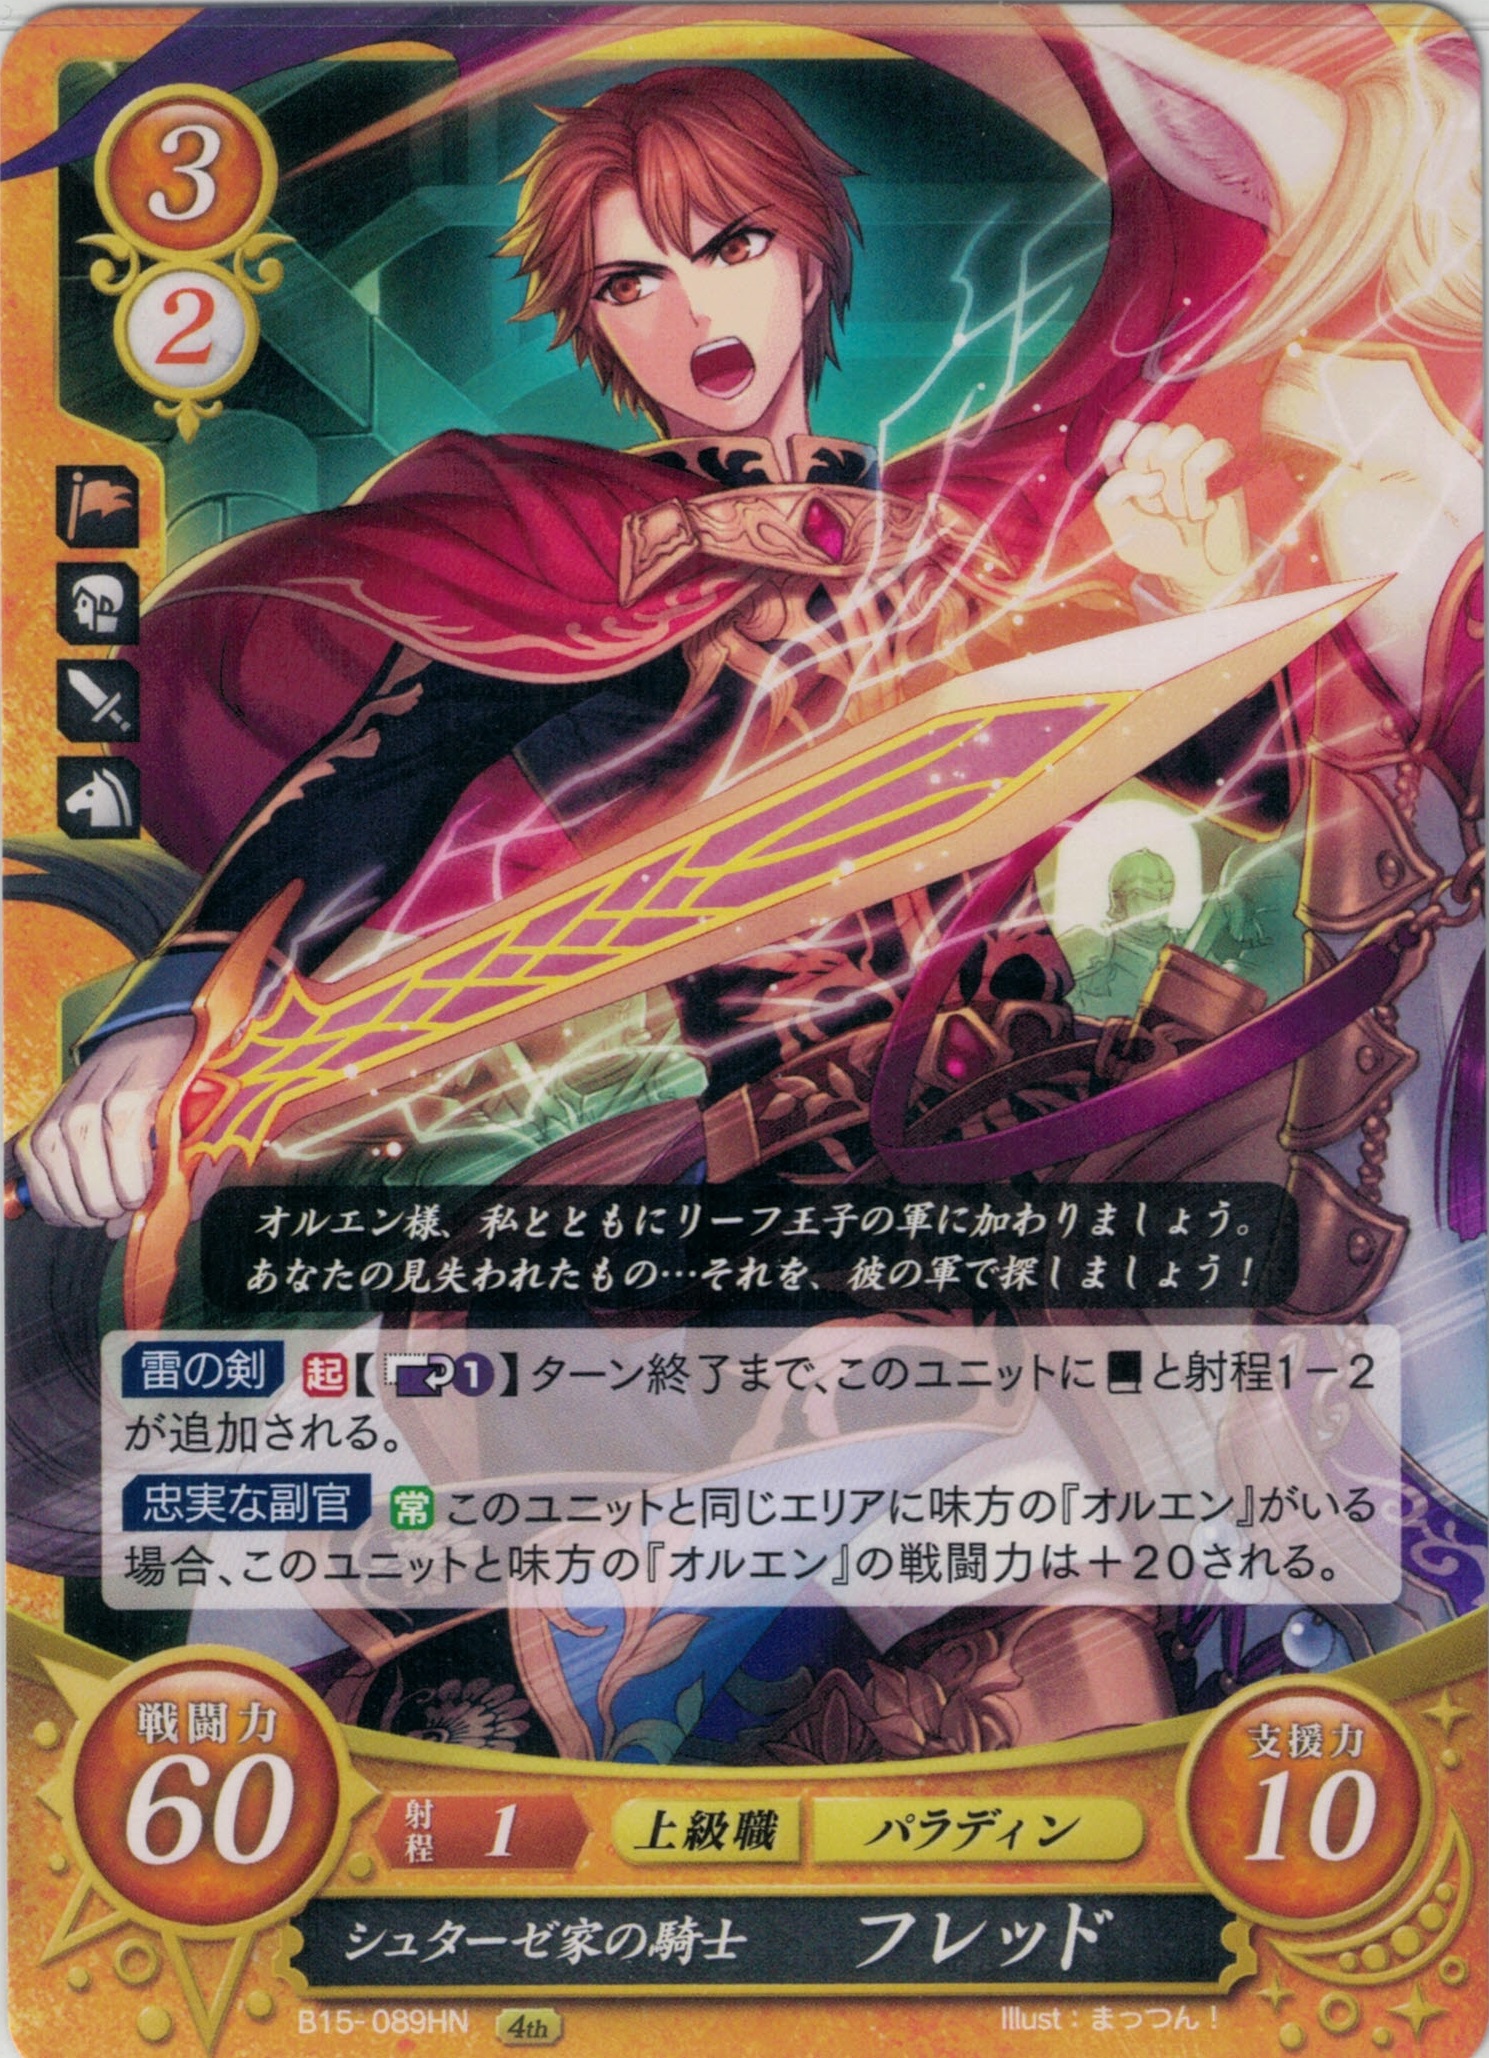 3
2
オルエン様、私とともにリーフ王子の軍に加わりましょう。
あなたの見失われたもの…それを、彼の軍で探しましょう！
雷の剣 起【1】ターン終了まで、このユニットにと射程1－2
が追加される。
忠実な副官 常 このユニットと同じエリアに味方の『オルエン』がいる
場合、このユニットと味方の『オルエン』の戦闘力は＋20される。
戦闘力
60
射程 1
上級職 パラディン
支援力
10
シュターゼ家の騎士 フレッド
B15-089HN 4th
Illust：まっつん！